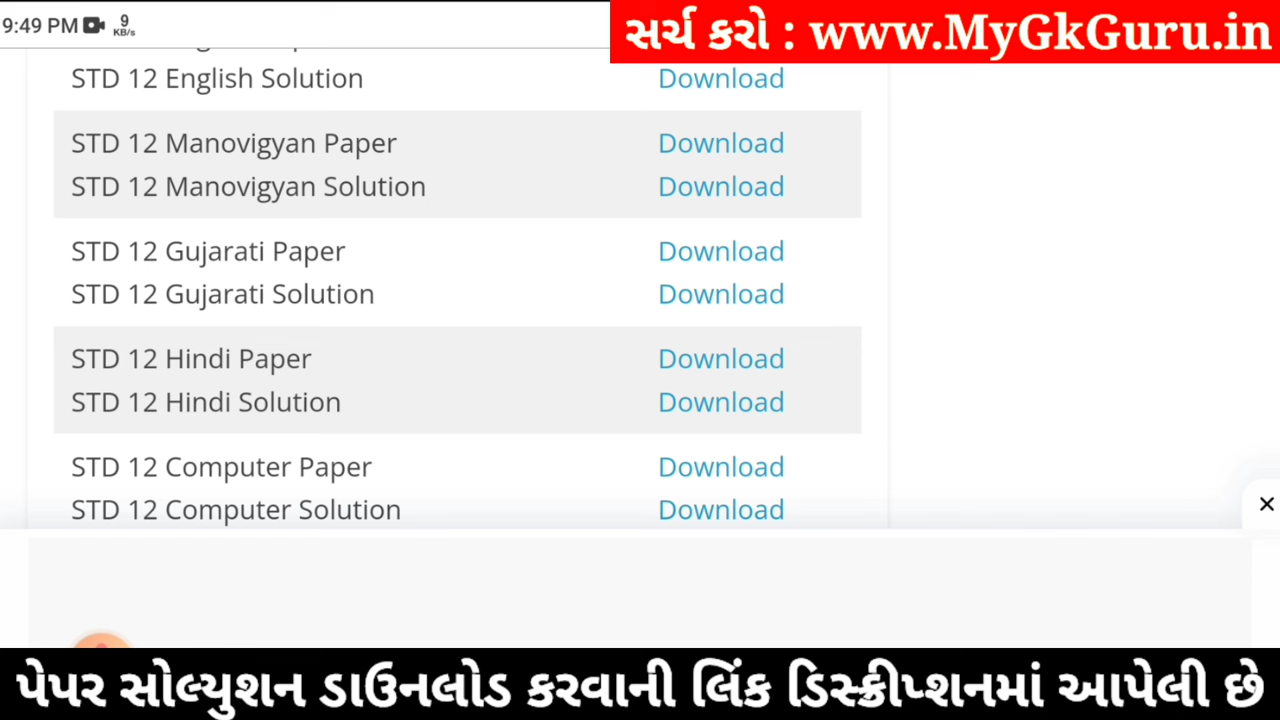 9:49 PM 9 KB/s
સર્ચ કરો : www.MyGkGuru.in
STD 12 English Solution Download
STD 12 Manovigyan Paper Download
STD 12 Manovigyan Solution Download
STD 12 Gujarati Paper Download
STD 12 Gujarati Solution Download
STD 12 Hindi Paper Download
STD 12 Hindi Solution Download
STD 12 Computer Paper Download
STD 12 Computer Solution Download
પેપર સોલ્યુશન ડાઉનલોડ કરવાની લિંક ડિસ્ક્રીપ્શનમાં આપેલી છે